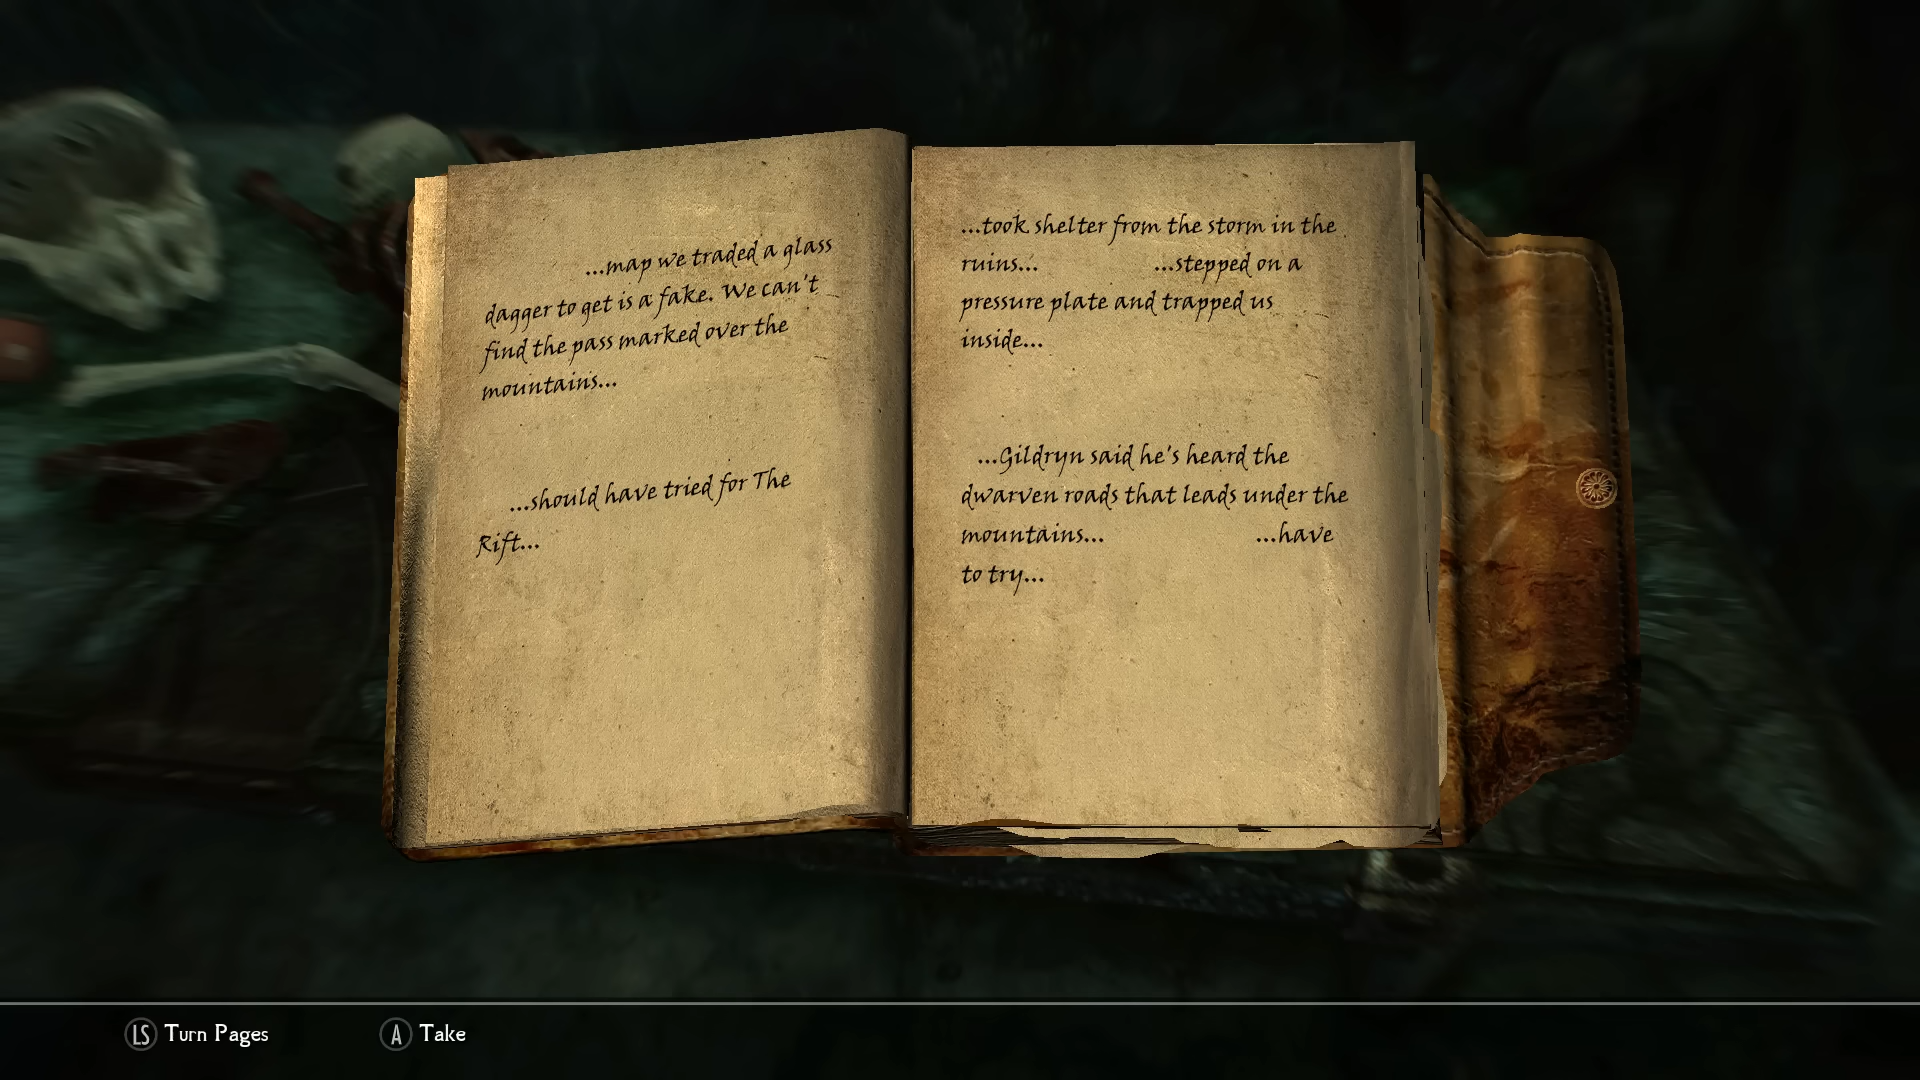 ...map we traded a glass
dagger to get is a fake. We can't
find the pass marked over the
mountains...
...should have tried for The
Rift...
...took shelter from the storm in the
ruins... ...stepped on a
pressure plate and trapped us
inside...
...Gildryn said he's heard the
dwarven roads that leads under the
mountains... ...have
to try...
LS Turn Pages A Take